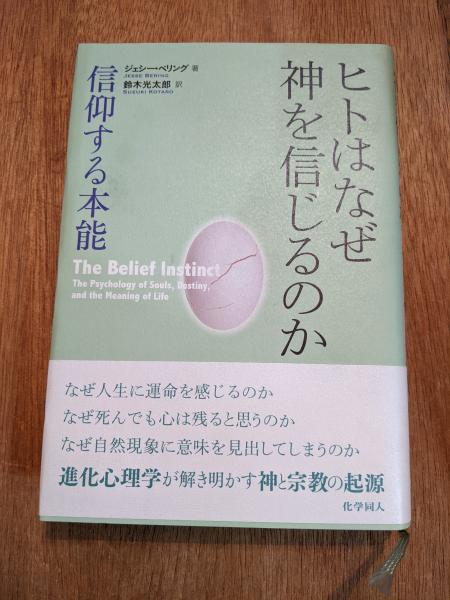 ヒトはなぜ
神を信じるのか
信仰する本能
ジェシー・ベリング 著
JESSE BERING
鈴木光太郎 訳
SUZUKI KOTARO
The Belief Instinct
The Psychology of Souls, Destiny,
and the Meaning of Life
なぜ人生に運命を感じるのか
なぜ死んでも心は残ると思うのか
なぜ自然現象に意味を見出してしまうのか
進化心理学が解き明かす神と宗教の起源
化学同人